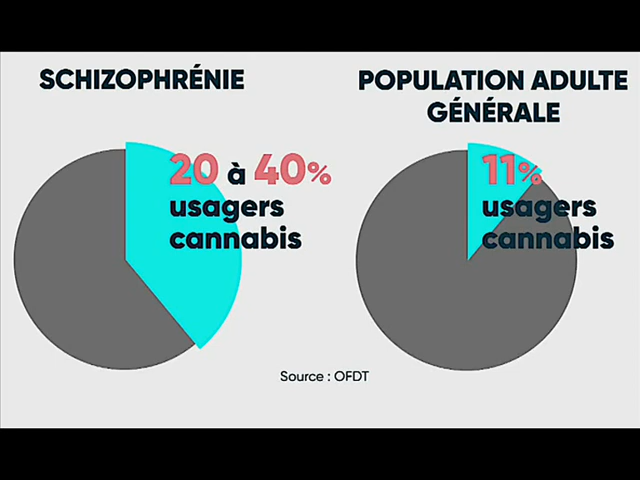 SCHIZOPHRÉNIE
20 à 40%
usagers
cannabis
POPULATION ADULTE
GÉNÉRALE
11%
usagers
cannabis
Source : OFDT